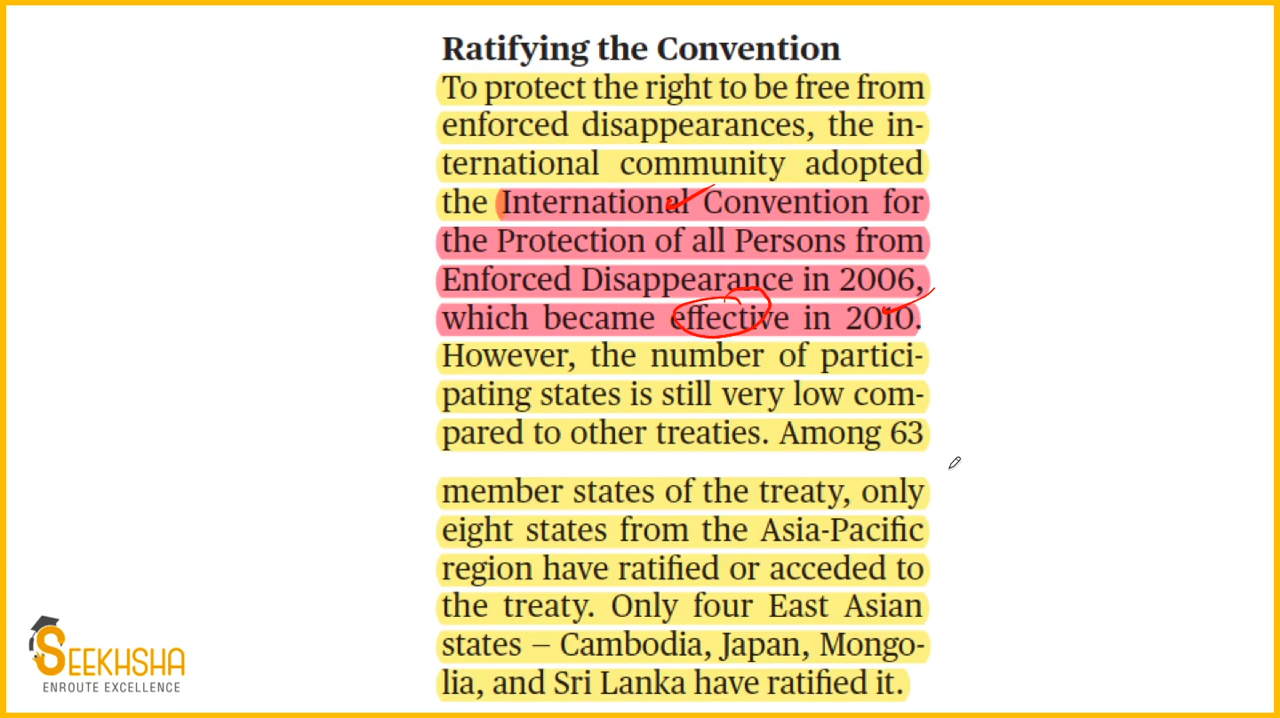 Ratifying the Convention
To protect the right to be free from
enforced disappearances, the in-
ternational community adopted
the International Convention for
the Protection of all Persons from
Enforced Disappearance in 2006,
which became effective in 2010.
However, the number of partici-
pating states is still very low com-
pared to other treaties. Among 63
member states of the treaty, only
eight states from the Asia-Pacific
region have ratified or acceded to
the treaty. Only four East Asian
states – Cambodia, Japan, Mongo-
lia, and Sri Lanka have ratified it.
SEEKHSHA
ENROUTE EXCELLENCE